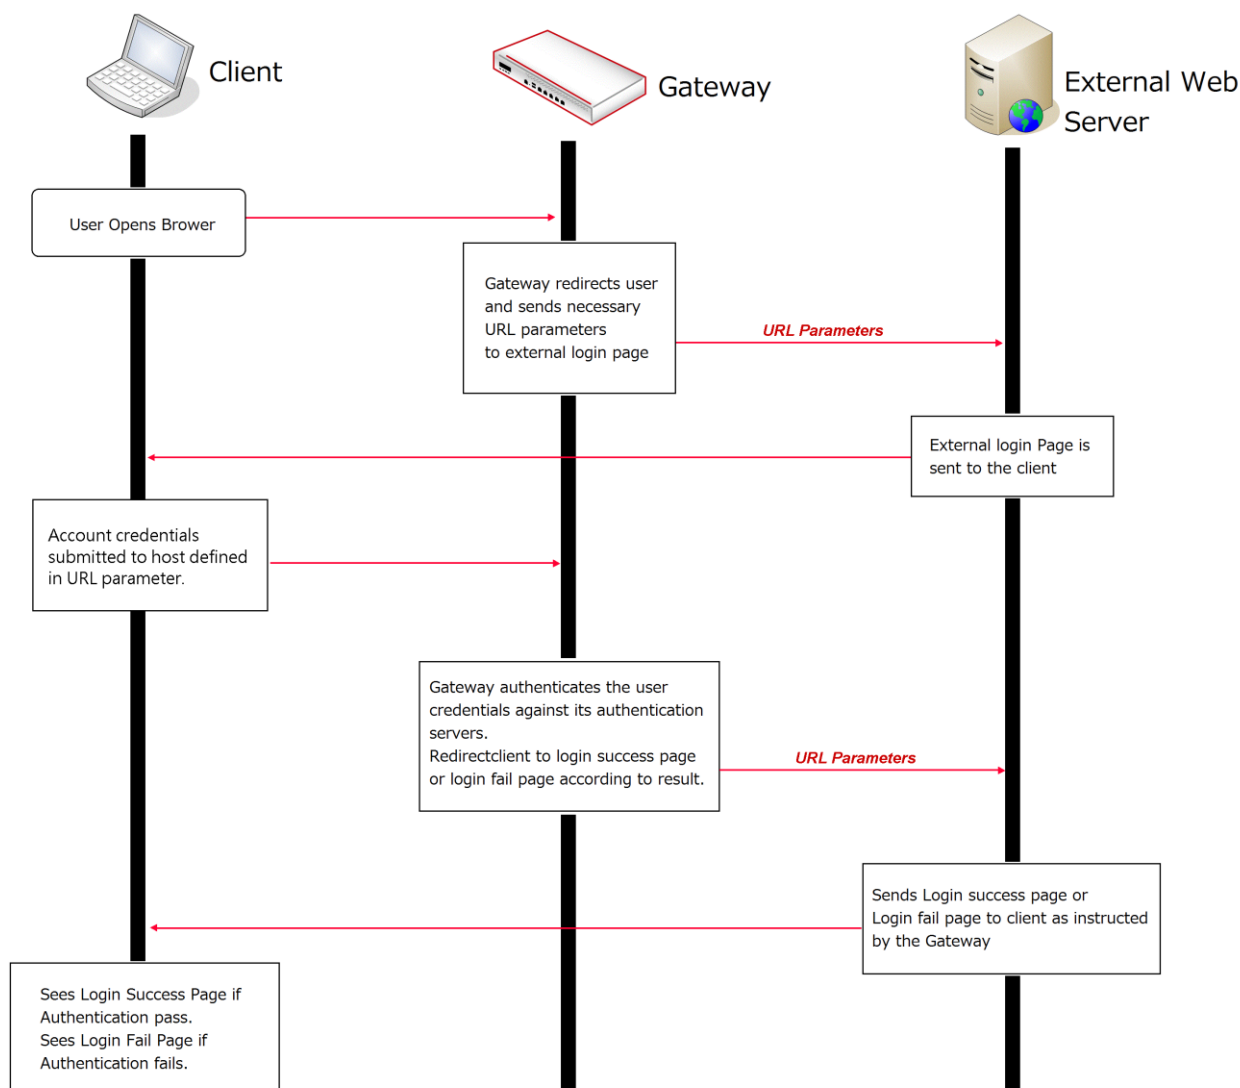 Client
Gateway
External Web
Server
User Opens Brower
Gateway redirects user
and sends necessary
URL parameters
to external login page
URL Parameters
External login Page is
sent to the client
Account credentials
submitted to host defined
in URL parameter.
Gateway authenticates the user
credentials against its authentication
servers.
Redirectclient to login success page
or login fail page according to result.
URL Parameters
Sends Login success page or
Login fail page to client as instructed
by the Gateway
Sees Login Success Page if
Authentication pass.
Sees Login Fail Page if
Authentication fails.